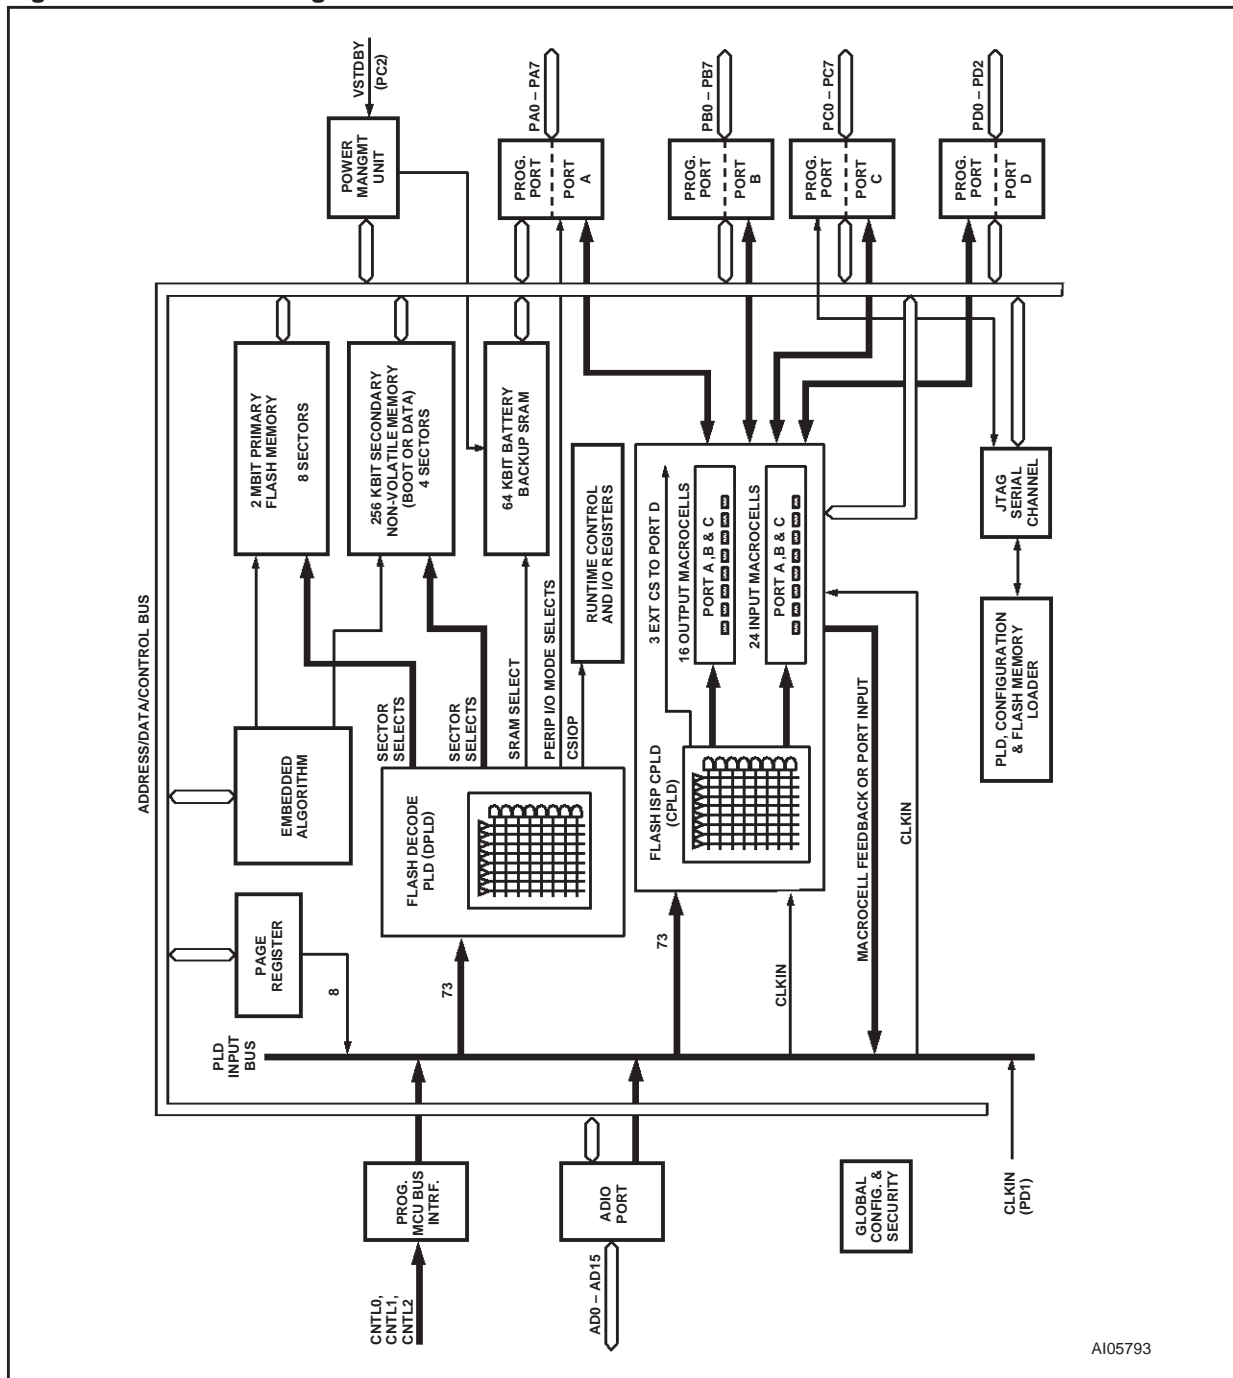 VSTDBY
(PC2)
PA0 – PA7
PB0 – PB7
PC0 – PC7
PD0 – PD2
POWER
MANGMT
UNIT
PROG.
PORT
PORT
A
PROG.
PORT
PORT
B
PROG.
PORT
PORT
C
PROG.
PORT
PORT
D
ADDRESS/DATA/CONTROL BUS
2 MBIT PRIMARY
FLASH MEMORY
8 SECTORS
256 KBIT SECONDARY
NON-VOLATILE MEMORY
(BOOT OR DATA)
4 SECTORS
64 KBIT BATTERY
BACKUP SRAM
RUNTIME CONTROL
AND I/O REGISTERS
3 EXT CS TO PORT D
16 OUTPUT MACROCELLS
PORT A ,B & C
24 INPUT MACROCELLS
PORT A ,B & C
JTAG
SERIAL
CHANNEL
PLD, CONFIGURATION
& FLASH MEMORY
LOADER
SECTOR
SELECTS
SECTOR
SELECTS
SRAM SELECT
PERIP I/O MODE SELECTS
CSIOP
EMBEDDED
ALGORITHM
FLASH DECODE
PLD (DPLD)
FLASH ISP CPLD
(CPLD)
MACROCELL FEEDBACK OR PORT INPUT
CLKIN
PAGE
REGISTER
8
73
73
CLKIN
PLD
INPUT
BUS
PROG.
MCU BUS
INTRF.
ADIO
PORT
GLOBAL
CONFIG. &
SECURITY
CLKIN
(PD1)
CNTL0,
CNTL1,
CNTL2
AD0 – AD15
AI05793